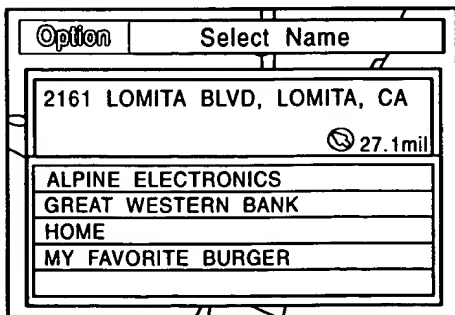 Option Select Name
2161 LOMITA BLVD, LOMITA, CA
27.1mil
ALPINE ELECTRONICS
GREAT WESTERN BANK
HOME
MY FAVORITE BURGER